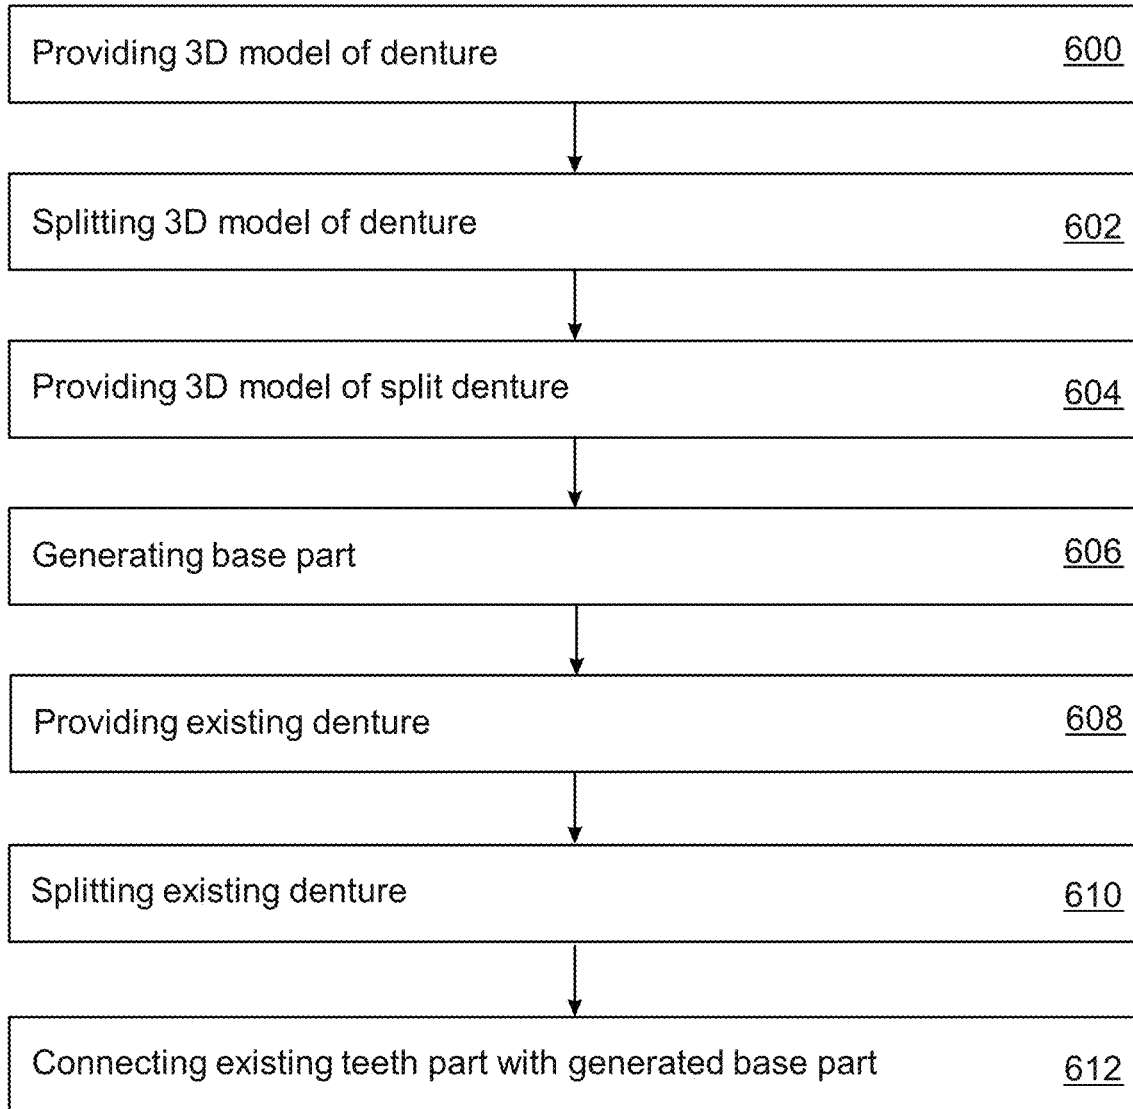 Providing 3D model of denture 600
Splitting 3D model of denture 602
Providing 3D model of split denture 604
Generating base part 606
Providing existing denture 608
Splitting existing denture 610
Connecting existing teeth part with generated base part 612